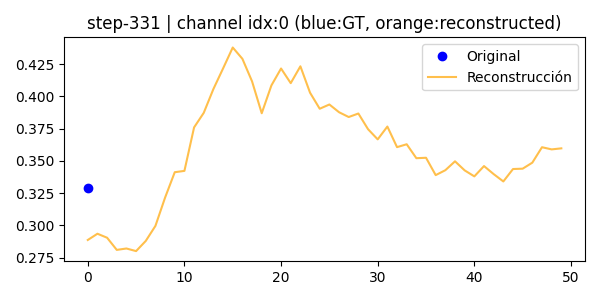 step-331 | channel idx:0 (blue:GT, orange:reconstructed)
Original
Reconstrucción
0.425
0.400
0.375
0.350
0.325
0.300
0.275
0 10 20 30 40 50